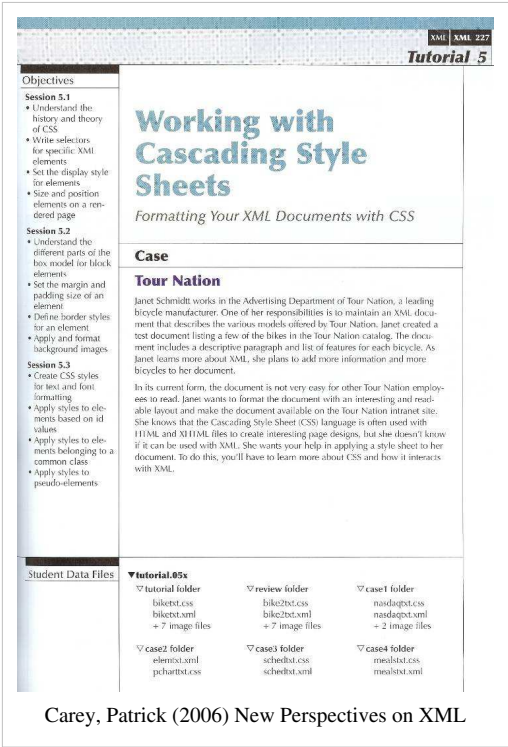 XML XML 227
Tutorial 5
Objectives
Session 5.1
• Understand the
history and theory
of CSS
• Write selectors
for specific XML
elements
• Set the display style
for elements
• Size and position
elements on a ren-
dered page
Session 5.2
• Understand the
different parts of the
box model for block
elements
• Set the margin and
padding size of an
element
• Define border styles
for an element
• Apply and format
background images
Session 5.3
• Create CSS styles
for text and font
formatting
• Apply styles to ele-
ments based on id
values
• Apply styles to ele-
ments belonging to a
common class
• Apply styles to
pseudo-elements
Working with
Cascading Style
Sheets
Formatting Your XML Documents with CSS
Case
Tour Nation
Janet Schmidtt works in the Advertising Department of Tour Nation, a leading
bicycle manufacturer. One of her responsibilities is to maintain an XML docu-
ment that describes the various models offered by Tour Nation. Janet created a
test document listing a few of the bikes in the Tour Nation catalog. The docu-
ment includes a descriptive paragraph and list of features for each bicycle. As
Janet learns more about XML, she plans to add more information and more
bicycles to her document.
In its current form, the document is not very easy for other Tour Nation employ-
ees to read. Janet wants to format the document with an interesting and read-
able layout and make the document available on the Tour Nation intranet site.
She knows that the Cascading Style Sheet (CSS) language is often used with
HTML and XHTML files to create interesting page designs, but she doesn't know
if it can be used with XML. She wants your help in applying a style sheet to her
document. To do this, you'll have to learn more about CSS and how it interacts
with XML.
Student Data Files
▼tutorial.05x
▽tutorial folder
biketxt.css
biketxt.xml
+ 7 image files
▽review folder
bike2txt.css
bike2txt.xml
+ 7 image files
▽case1 folder
nasdaqtxt.css
nasdaqtxt.xml
+ 2 image files
▽case2 folder
elemtxt.xml
pcharttxt.css
▽case3 folder
schedtxt.css
schedtxt.xml
▽case4 folder
mealstxt.css
mealstxt.xml
Carey, Patrick (2006) New Perspectives on XML